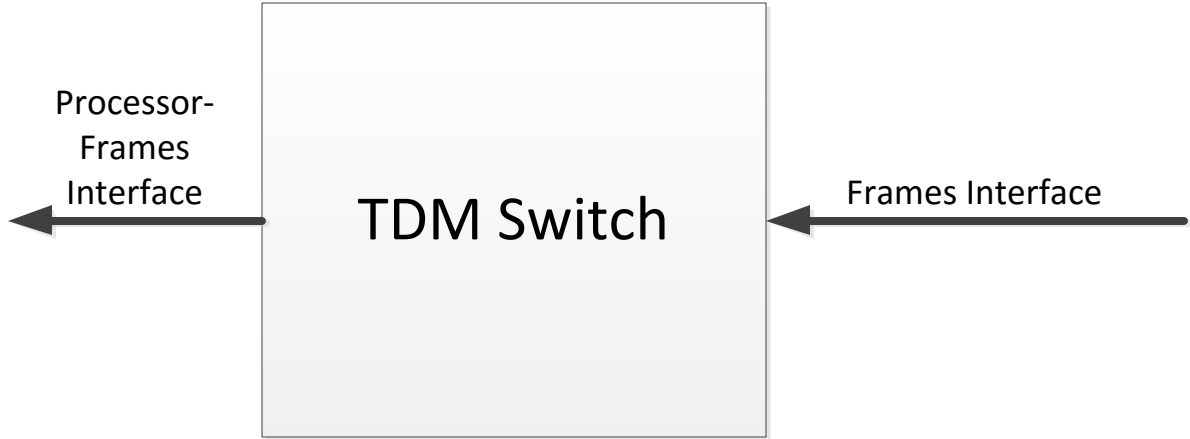 Processor-
Frames
Interface
TDM Switch
Frames Interface